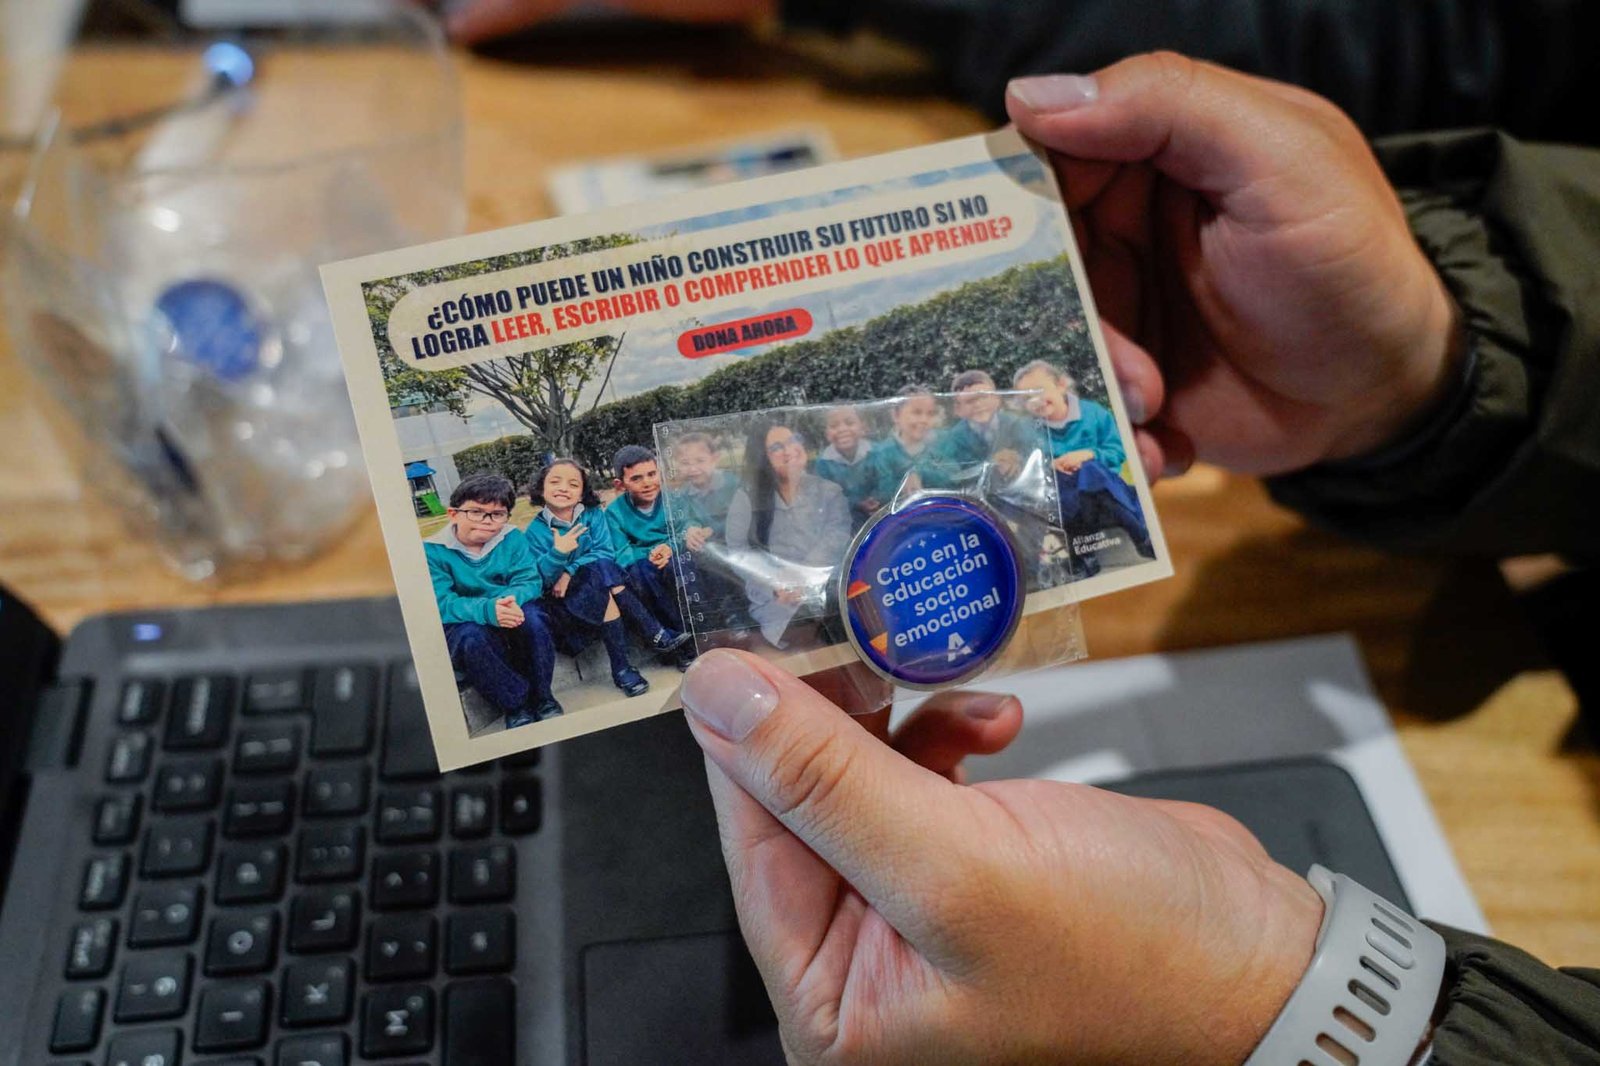 ¿CÓMO PUEDE UN NIÑO CONSTRUIR SU FUTURO SI NO
LOGRA LEER, ESCRIBIR O COMPRENDER LO QUE APRENDE?
DONA AHORA
Alianza
Educativa
Creo en la
educación
socio
emocional